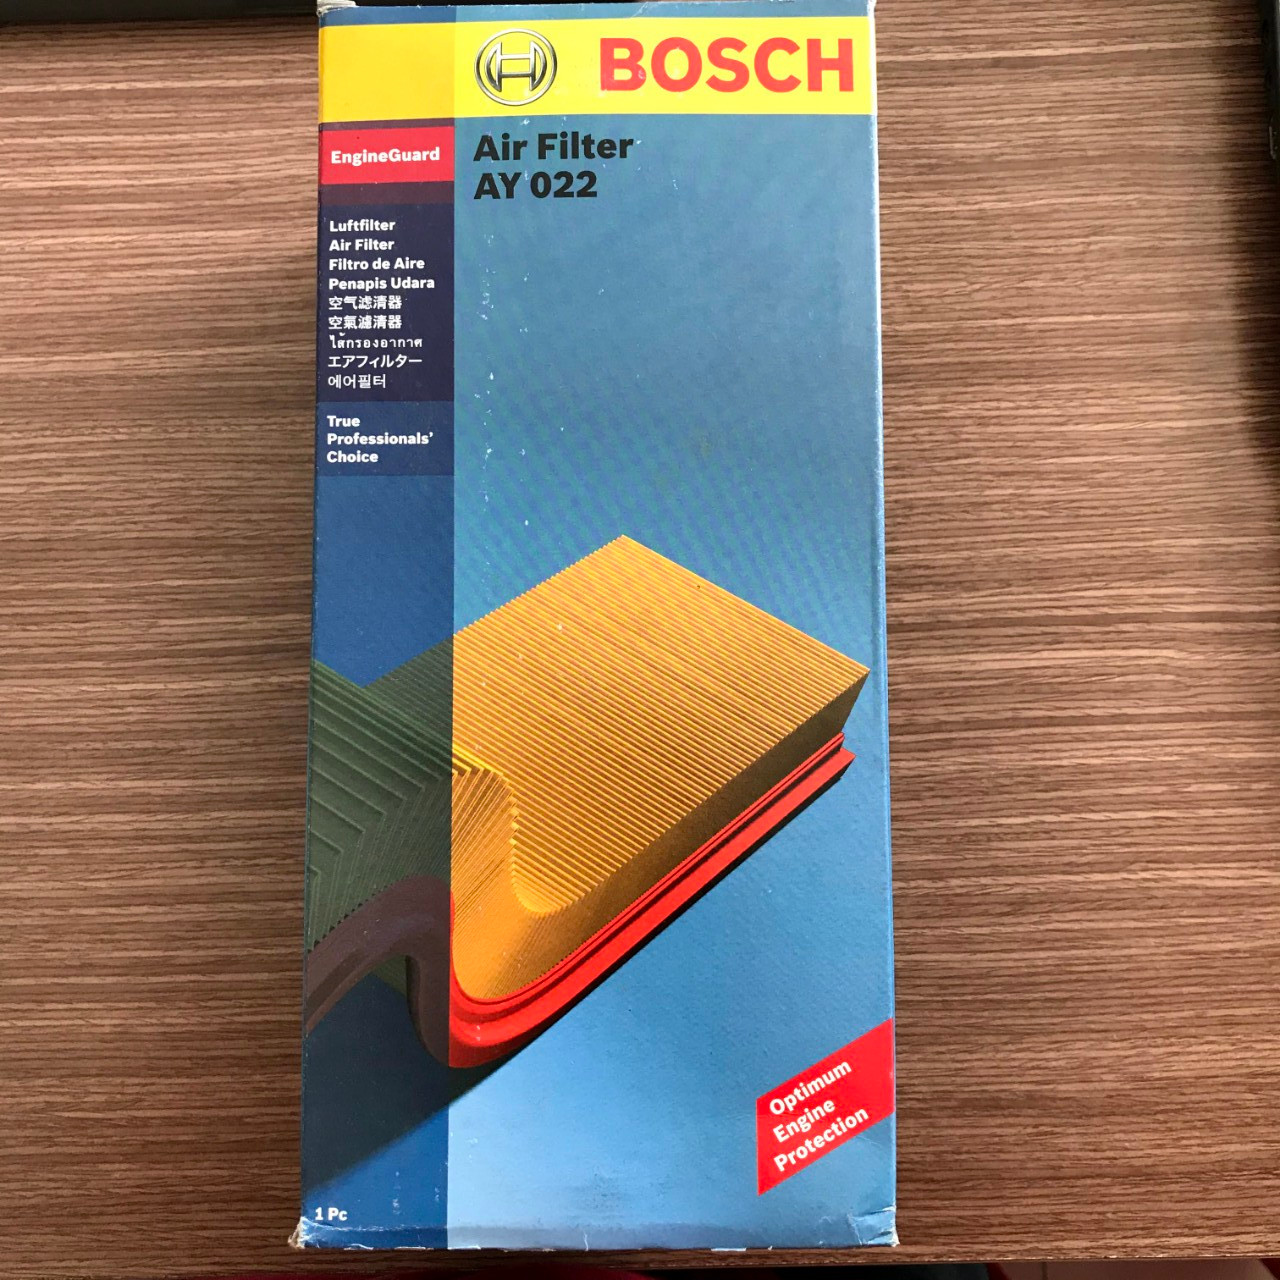 BOSCH
EngineGuard
Air Filter
AY 022
Luftfilter
Air Filter
Filtro de Aire
Penapis Udara
空气滤清器
空氣濾清器
ไส้กรองอากาศ
エアフィルター
에어필터
True
Professionals’
Choice
Optimum
Engine
Protection
1 Pc